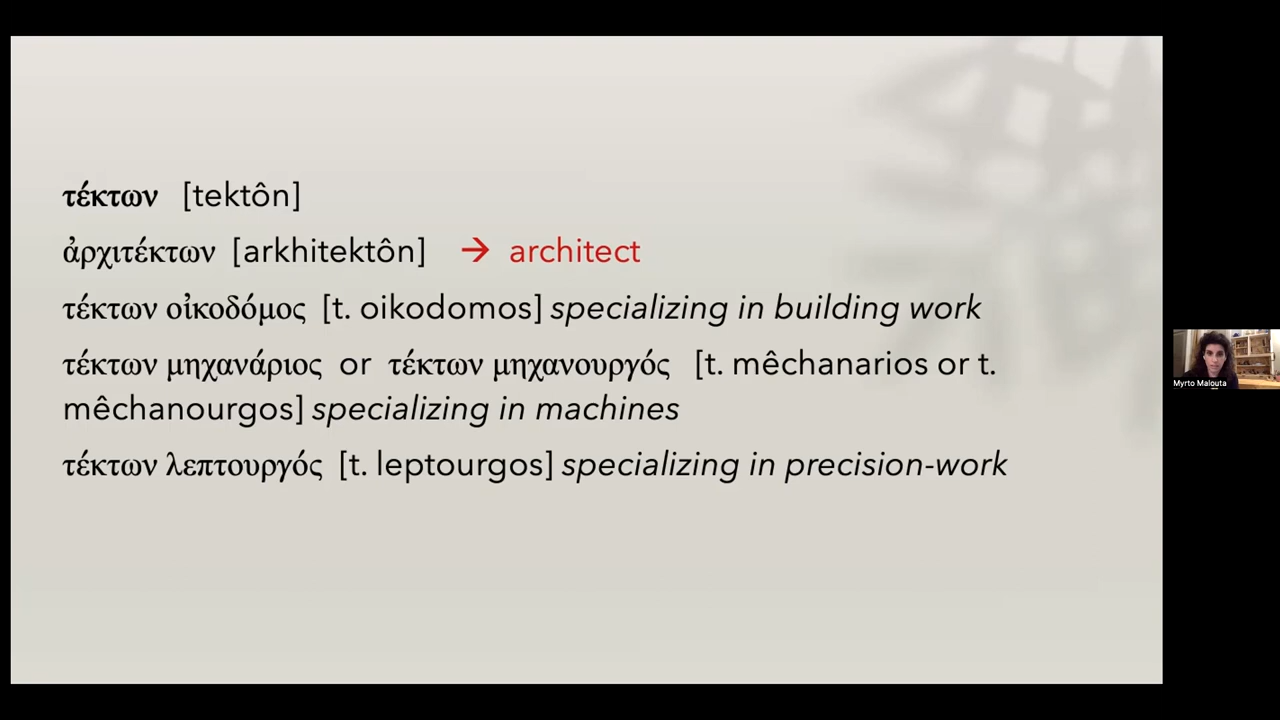 τέκτων [tektôn]
ἀρχιτέκτων [arkhitektôn] → architect
τέκτων οἰκοδόμος [t. oikodomos] specializing in building work
τέκτων μηχανάριος or τέκτων μηχανουργός [t. mêchanarios or t.
mêchanourgos] specializing in machines
τέκτων λεπτουργός [t. leptourgos] specializing in precision-work
Myrto Malouta